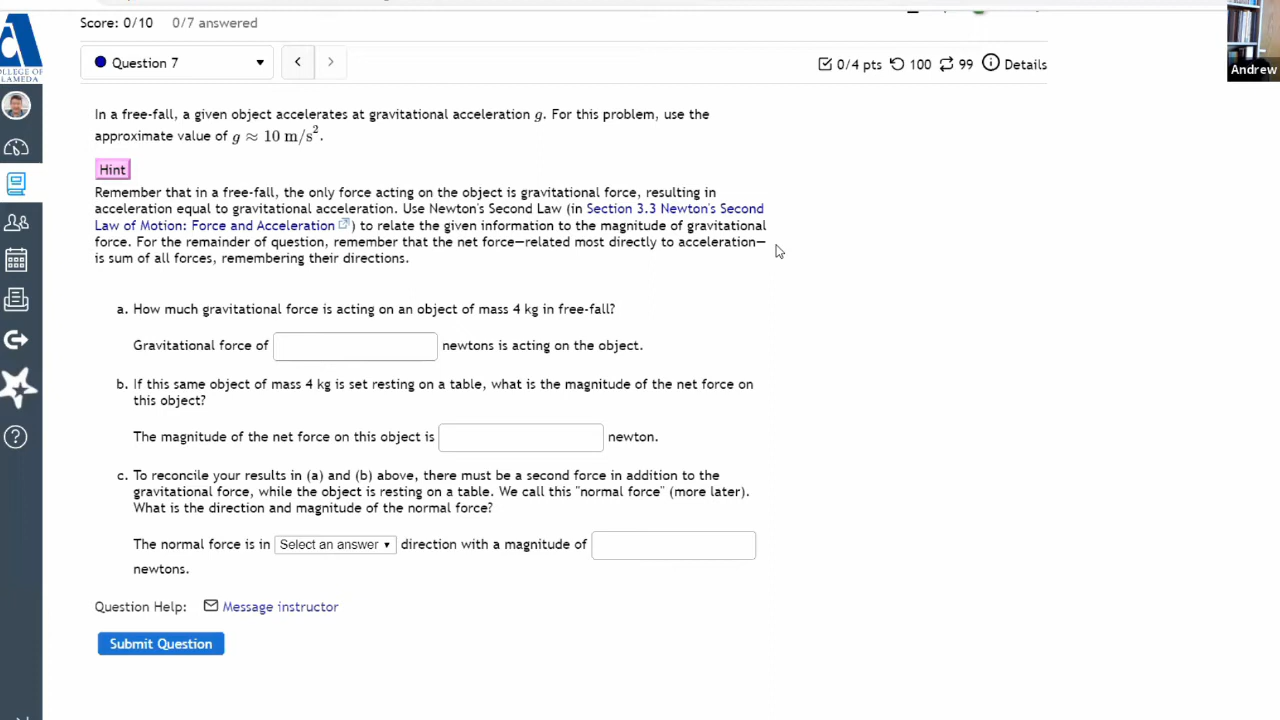 Score: 0/10 0/7 answered
COLLEGE OF
ALAMEDA
Question 7
0/4 pts 100 99 Details
Andrew
In a free-fall, a given object accelerates at gravitational acceleration g. For this problem, use the
approximate value of g ≈ 10 m/s².
Hint
Remember that in a free-fall, the only force acting on the object is gravitational force, resulting in
acceleration equal to gravitational acceleration. Use Newton's Second Law (in Section 3.3 Newton's Second
Law of Motion: Force and Acceleration ) to relate the given information to the magnitude of gravitational
force. For the remainder of question, remember that the net force—related most directly to acceleration—
is sum of all forces, remembering their directions.
a. How much gravitational force is acting on an object of mass 4 kg in free-fall?
Gravitational force of newtons is acting on the object.
b. If this same object of mass 4 kg is set resting on a table, what is the magnitude of the net force on
this object?
The magnitude of the net force on this object is newton.
c. To reconcile your results in (a) and (b) above, there must be a second force in addition to the
gravitational force, while the object is resting on a table. We call this "normal force" (more later).
What is the direction and magnitude of the normal force?
The normal force is in Select an answer direction with a magnitude of
newtons.
Question Help: Message instructor
Submit Question